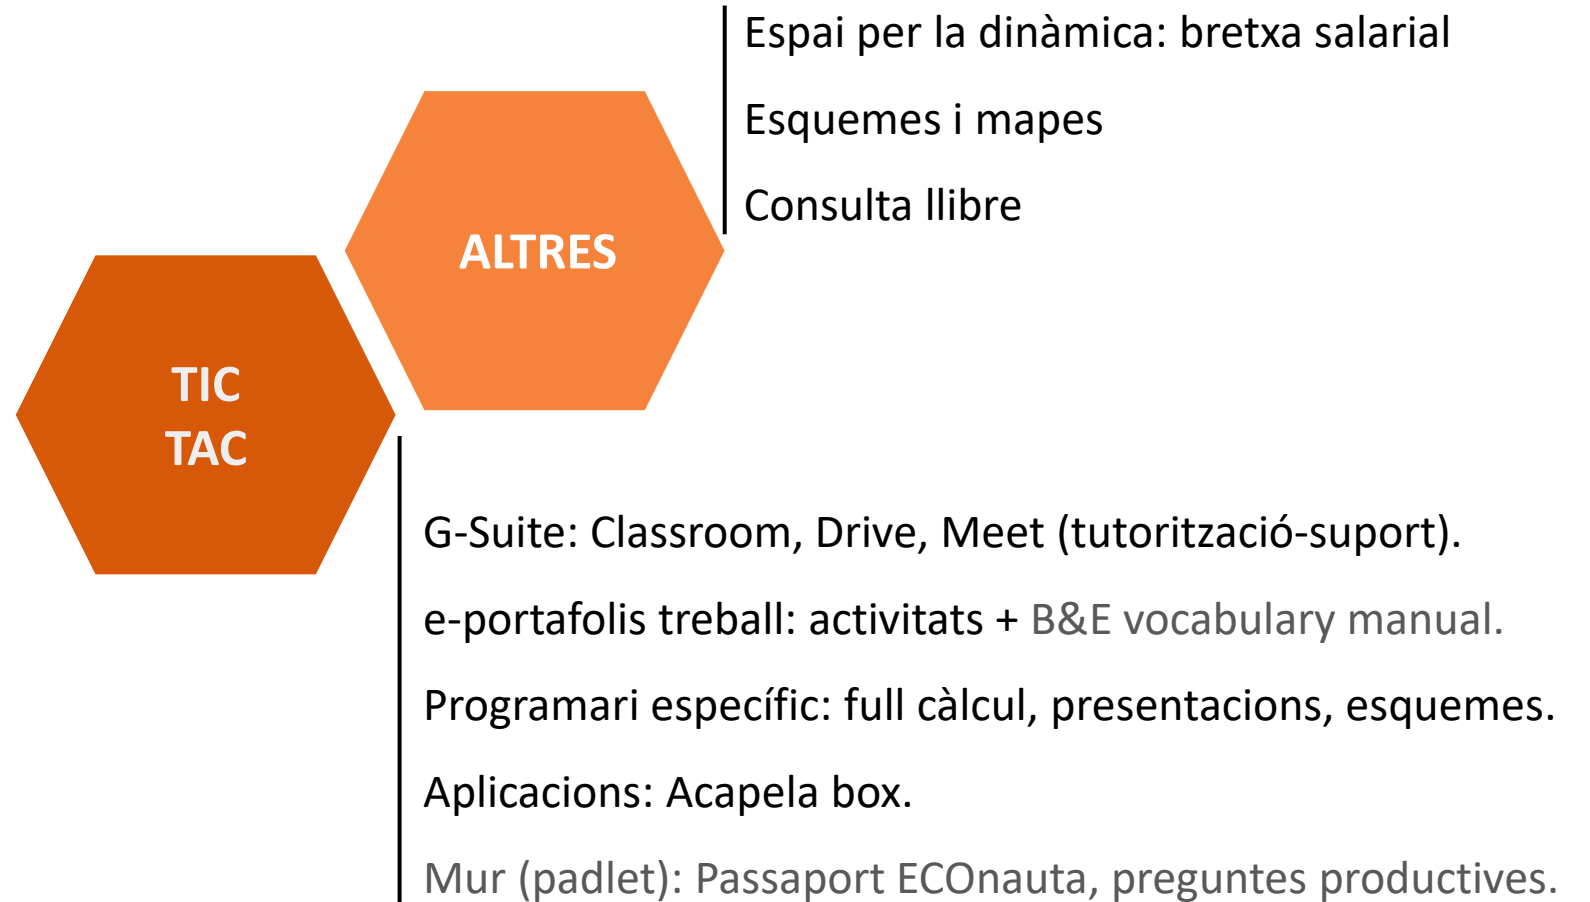 Espai per la dinàmica: bretxa salarial
Esquemes i mapes
Consulta llibre
ALTRES
TIC
TAC
G-Suite: Classroom, Drive, Meet (tutorització-suport).
e-portafolis treball: activitats + B&E vocabulary manual.
Programari específic: full càlcul, presentacions, esquemes.
Aplicacions: Acapela box.
Mur (padlet): Passaport ECOnauta, preguntes productives.